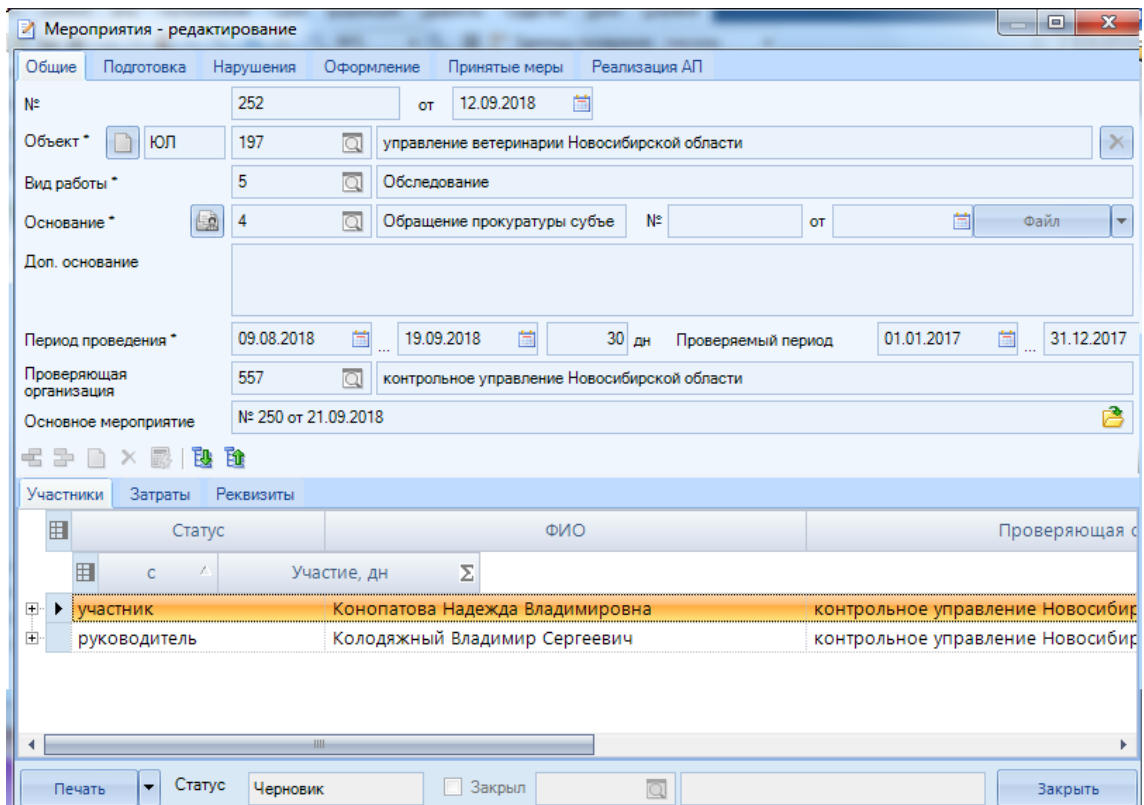 Мероприятия - редактирование
Общие Подготовка Нарушения Оформление Принятые меры Реализация АП
№ 252 от 12.09.2018
Объект * ЮЛ 197 управление ветеринарии Новосибирской области
Вид работы * 5 Обследование
Основание * 4 Обращение прокуратуры субъе № от Файл
Доп. основание
Период проведения * 09.08.2018 ... 19.09.2018 30 дн Проверяемый период 01.01.2017 ... 31.12.2017
Проверяющая
организация 557 контрольное управление Новосибирской области
Основное мероприятие № 250 от 21.09.2018
Участники Затраты Реквизиты
Статус ФИО Проверяющая о
с Участие, дн Σ
участник Конопатова Надежда Владимировна контрольное управление Новосибир
руководитель Колодяжный Владимир Сергеевич контрольное управление Новосибир
Печать Статус Черновик Закрыл Закрыть